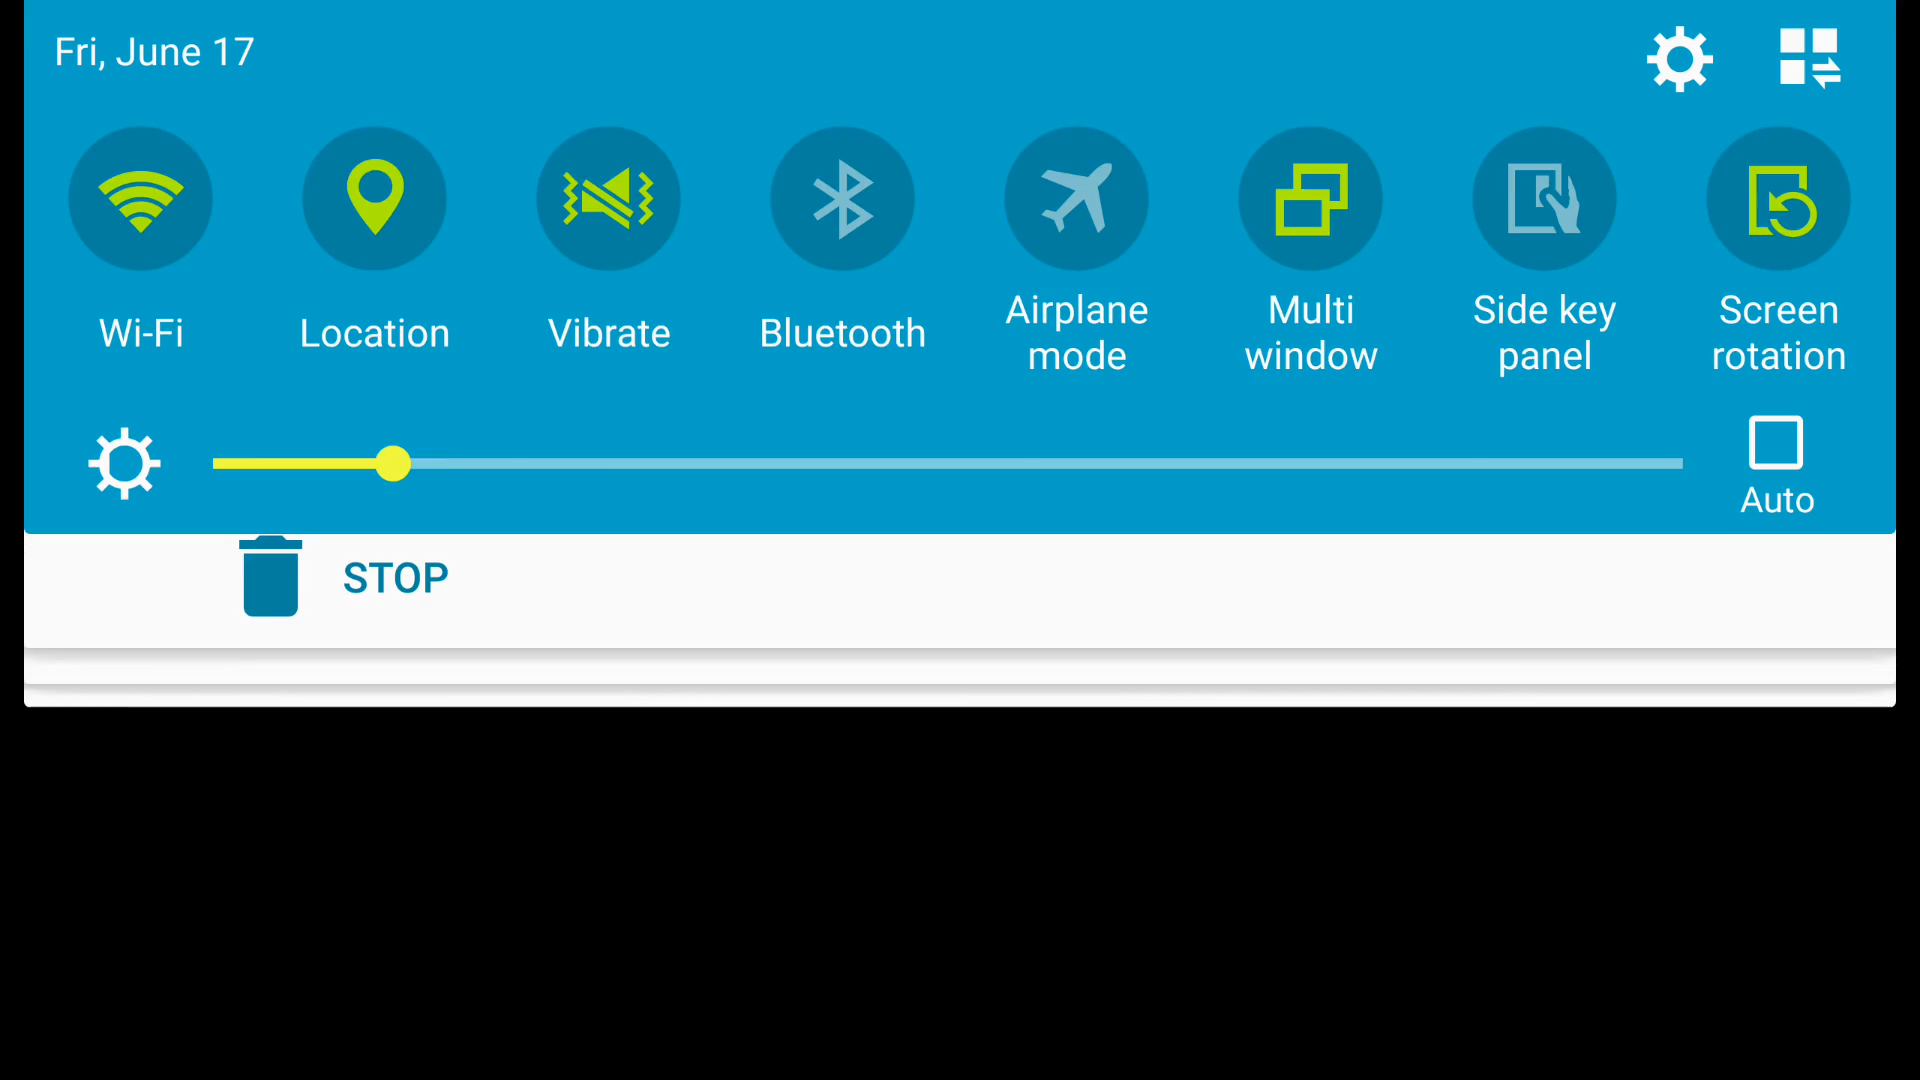 Fri, June 17
Wi-Fi
Location
Vibrate
Bluetooth
Airplane
mode
Multi
window
Side key
panel
Screen
rotation
Auto
STOP